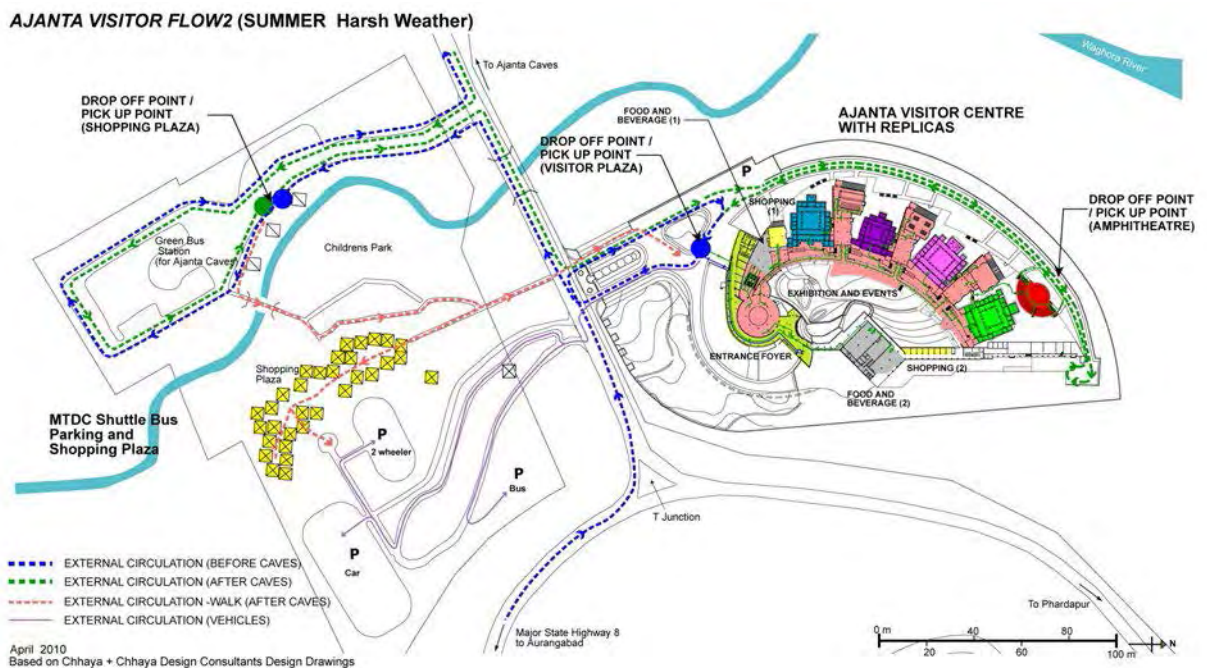 AJANTA VISITOR FLOW2 (SUMMER Harsh Weather)
To Ajanta Caves
Waghora River
DROP OFF POINT /
PICK UP POINT
(SHOPPING PLAZA)
FOOD AND
BEVERAGE (1)
DROP OFF POINT /
PICK UP POINT
(VISITOR PLAZA)
AJANTA VISITOR CENTRE
WITH REPLICAS
P
SHOPPING
(1)
DROP OFF POINT
/ PICK UP POINT
(AMPHITHEATRE)
Green Bus
Station
(for Ajanta Caves)
Childrens Park
EXHIBITION AND EVENTS
ENTRANCE FOYER
SHOPPING (2)
FOOD AND
BEVERAGE (2)
Shopping
Plaza
MTDC Shuttle Bus
Parking and
Shopping Plaza
P
2 wheeler
P
Bus
P
Car
T Junction
EXTERNAL CIRCULATION (BEFORE CAVES)
EXTERNAL CIRCULATION (AFTER CAVES)
EXTERNAL CIRCULATION -WALK (AFTER CAVES)
EXTERNAL CIRCULATION (VEHICLES)
To Phardapur
Major State Highway 8
to Aurangabad
0 m 40 80
20 60 100 m
N
April 2010
Based on Chhaya + Chhaya Design Consultants Design Drawings